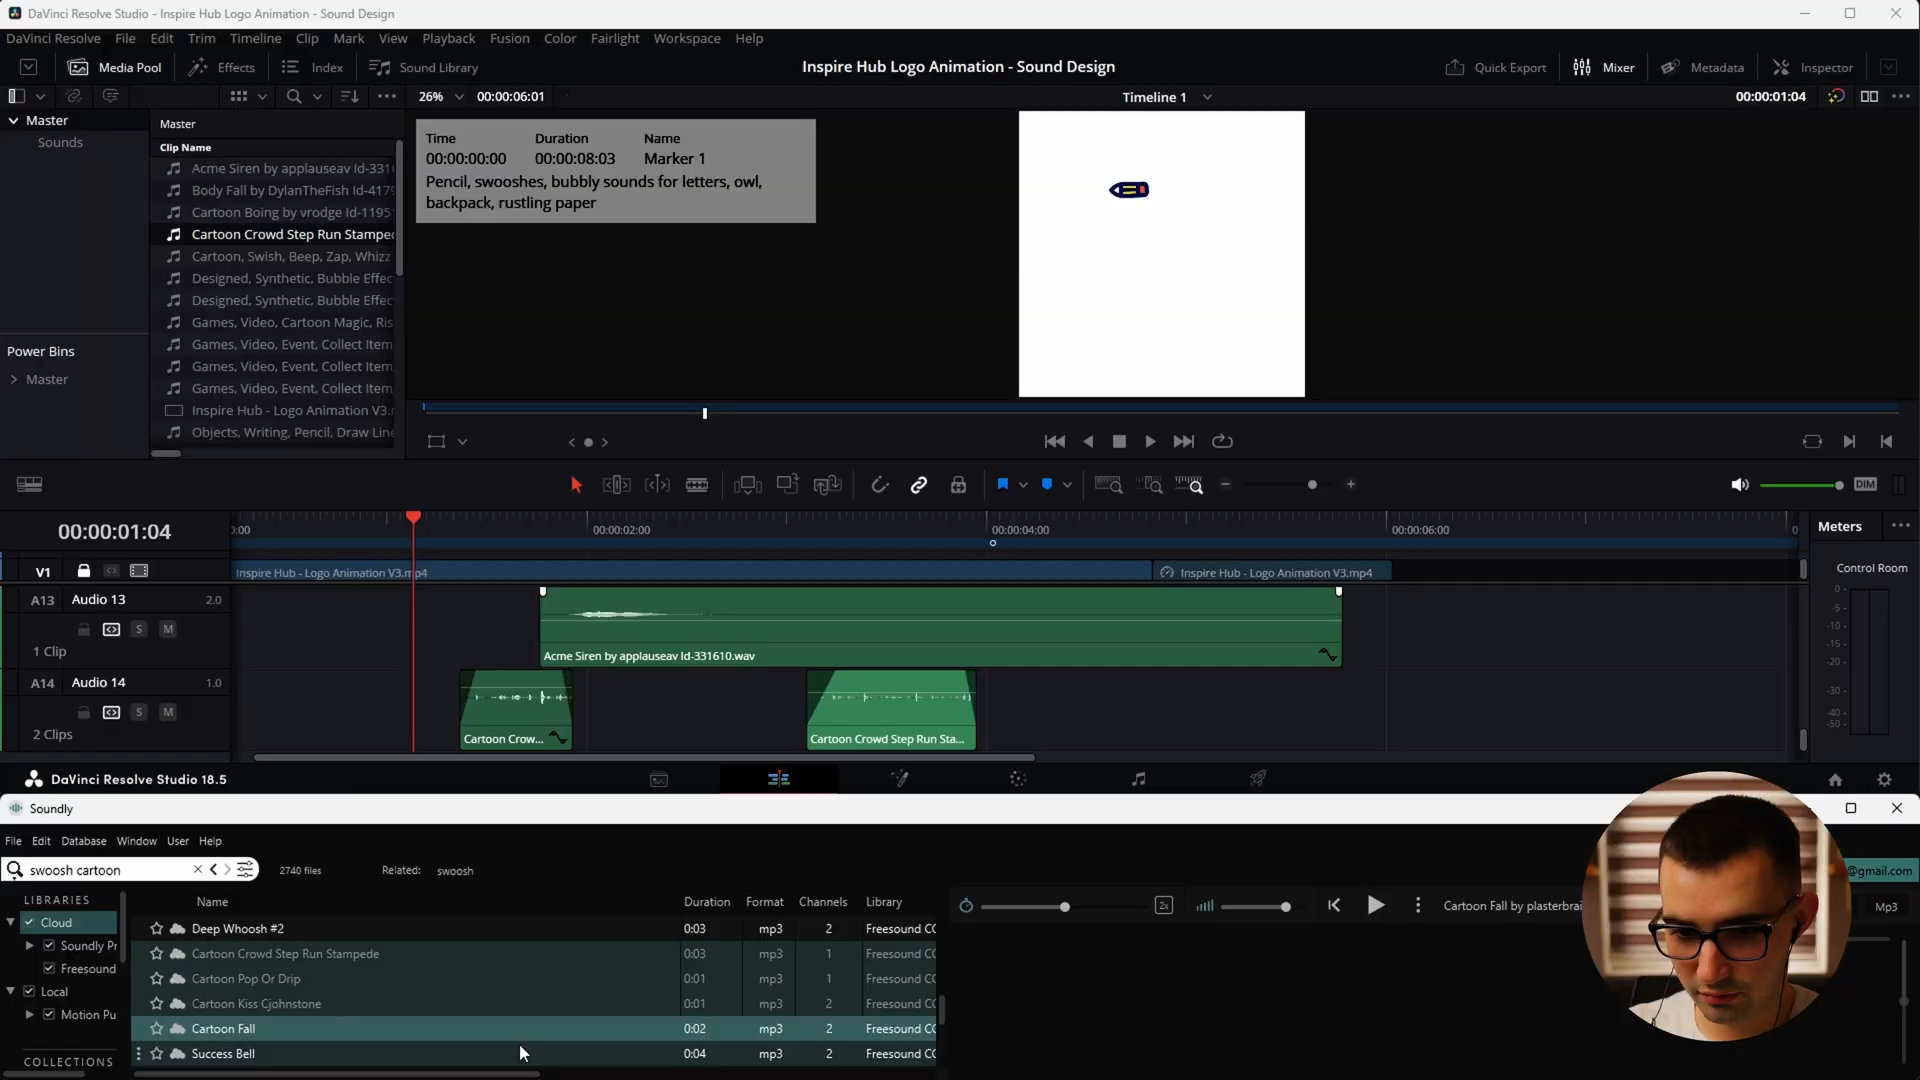 DaVinci Resolve Studio - Inspire Hub Logo Animation - Sound Design
DaVinci Resolve File Edit Trim Timeline Clip Mark View Playback Fusion Color Fairlight Workspace Help
Media Pool Effects Index Sound Library Inspire Hub Logo Animation - Sound Design Quick Export Mixer Metadata Inspector
26% 00:00:06:01 Timeline 1 00:00:01:04
Master
Sounds
Power Bins
Master
Master
Clip Name
Acme Siren by applauseav Id-331
Body Fall by DylanTheFish Id-417
Cartoon Boing by vrodge Id-1195
Cartoon Crowd Step Run Stampe
Cartoon, Swish, Beep, Zap, Whizz
Designed, Synthetic, Bubble Effec
Designed, Synthetic, Bubble Effec
Games, Video, Cartoon Magic, Ris
Games, Video, Event, Collect Item
Games, Video, Event, Collect Item
Games, Video, Event, Collect Item
Inspire Hub - Logo Animation V3.
Objects, Writing, Pencil, Draw Line
Time Duration Name
00:00:00:00 00:00:08:03 Marker 1
Pencil, swooshes, bubbly sounds for letters, owl,
backpack, rustling paper
DIM
00:00:01:04
0:00 00:00:02:00 00:00:04:00 00:00:06:00
V1
Inspire Hub - Logo Animation V3.mp4
Inspire Hub - Logo Animation V3.mp4
A13 Audio 13 2.0
S M
1 Clip
Acme Siren by applauseav Id-331610.wav
A14 Audio 14 1.0
S M
2 Clips
Cartoon Crow...
Cartoon Crowd Step Run Sta...
Meters
Control Room
0
-5
-10
-15
-20
-30
-40
-50
DaVinci Resolve Studio 18.5
Soundly
File Edit Database Window User Help
swoosh cartoon 2740 files Related: swoosh
@gmail.com
LIBRARIES
Cloud
Soundly Pr
Freesound
Local
Motion Pu
COLLECTIONS
Name Duration Format Channels Library
Deep Whoosh #2 0:03 mp3 2 Freesound CC
Cartoon Crowd Step Run Stampede 0:03 mp3 1 Freesound CC
Cartoon Pop Or Drip 0:01 mp3 1 Freesound CC
Cartoon Kiss Cjohnstone 0:01 mp3 2 Freesound CC
Cartoon Fall 0:02 mp3 2 Freesound CC
Success Bell 0:04 mp3 2 Freesound CC
2x
Cartoon Fall by plasterbrai
Mp3